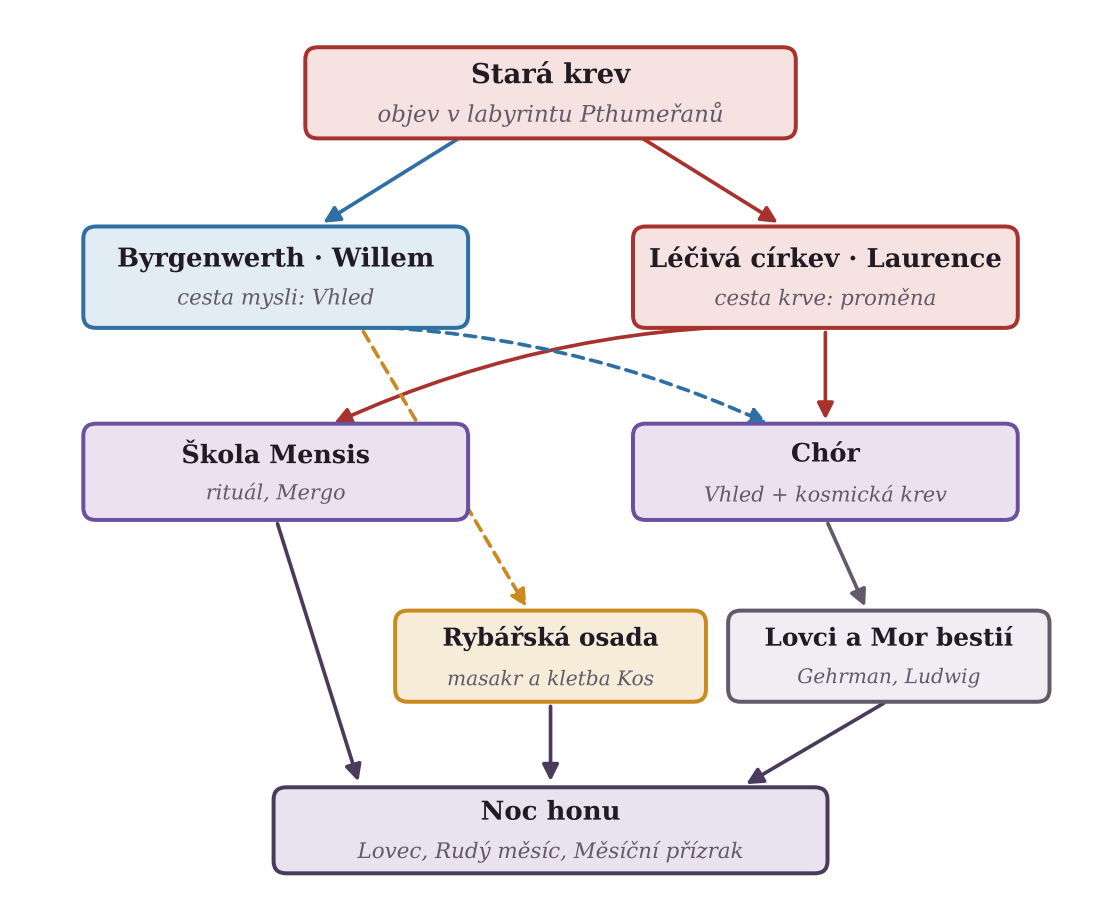 Stará krev
objev v labyrintu Pthumeřanů
Byrgenwerth · Willem
cesta mysli: Vhled
Léčivá církev · Laurence
cesta krve: proměna
Škola Mensis
rituál, Mergo
Chór
Vhled + kosmická krev
Rybářská osada
masakr a kletba Kos
Lovci a Mor bestií
Gehrman, Ludwig
Noc honu
Lovec, Rudý měsíc, Měsíční přízrak